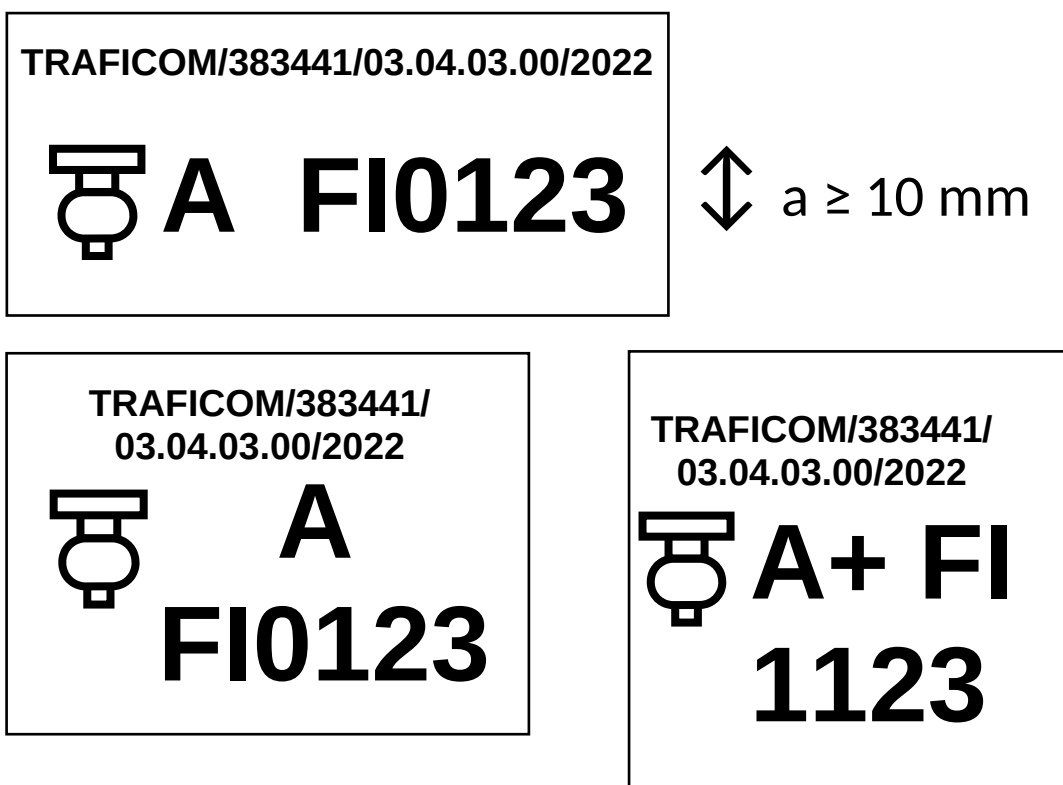 TRAFICOM/383441/03.04.03.00/2022
A FI0123
a ≥ 10 mm
TRAFICOM/383441/
03.04.03.00/2022
A
FI0123
TRAFICOM/383441/
03.04.03.00/2022
A+ FI
1123